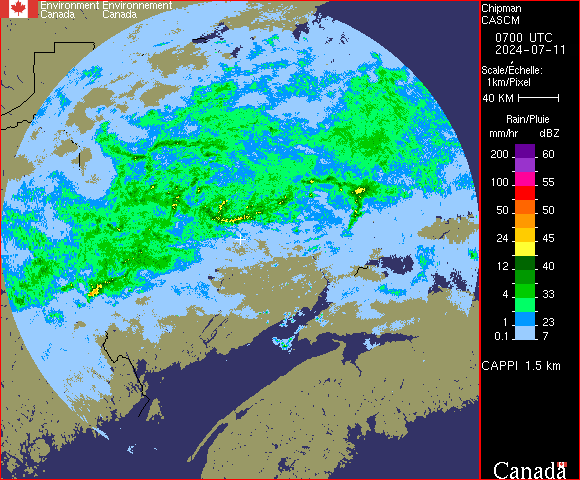 Environment Environnement
Canada Canada
Chipman
CASCM
0700 UTC
2024-07-11
Scale/Échelle:
1km/Pixel
40 KM
Rain/Pluie
mm/hr dBZ
200 60
100 55
50 50
24 45
12 40
4 33
1 23
0.1 7
CAPPI 1.5 km
Canada